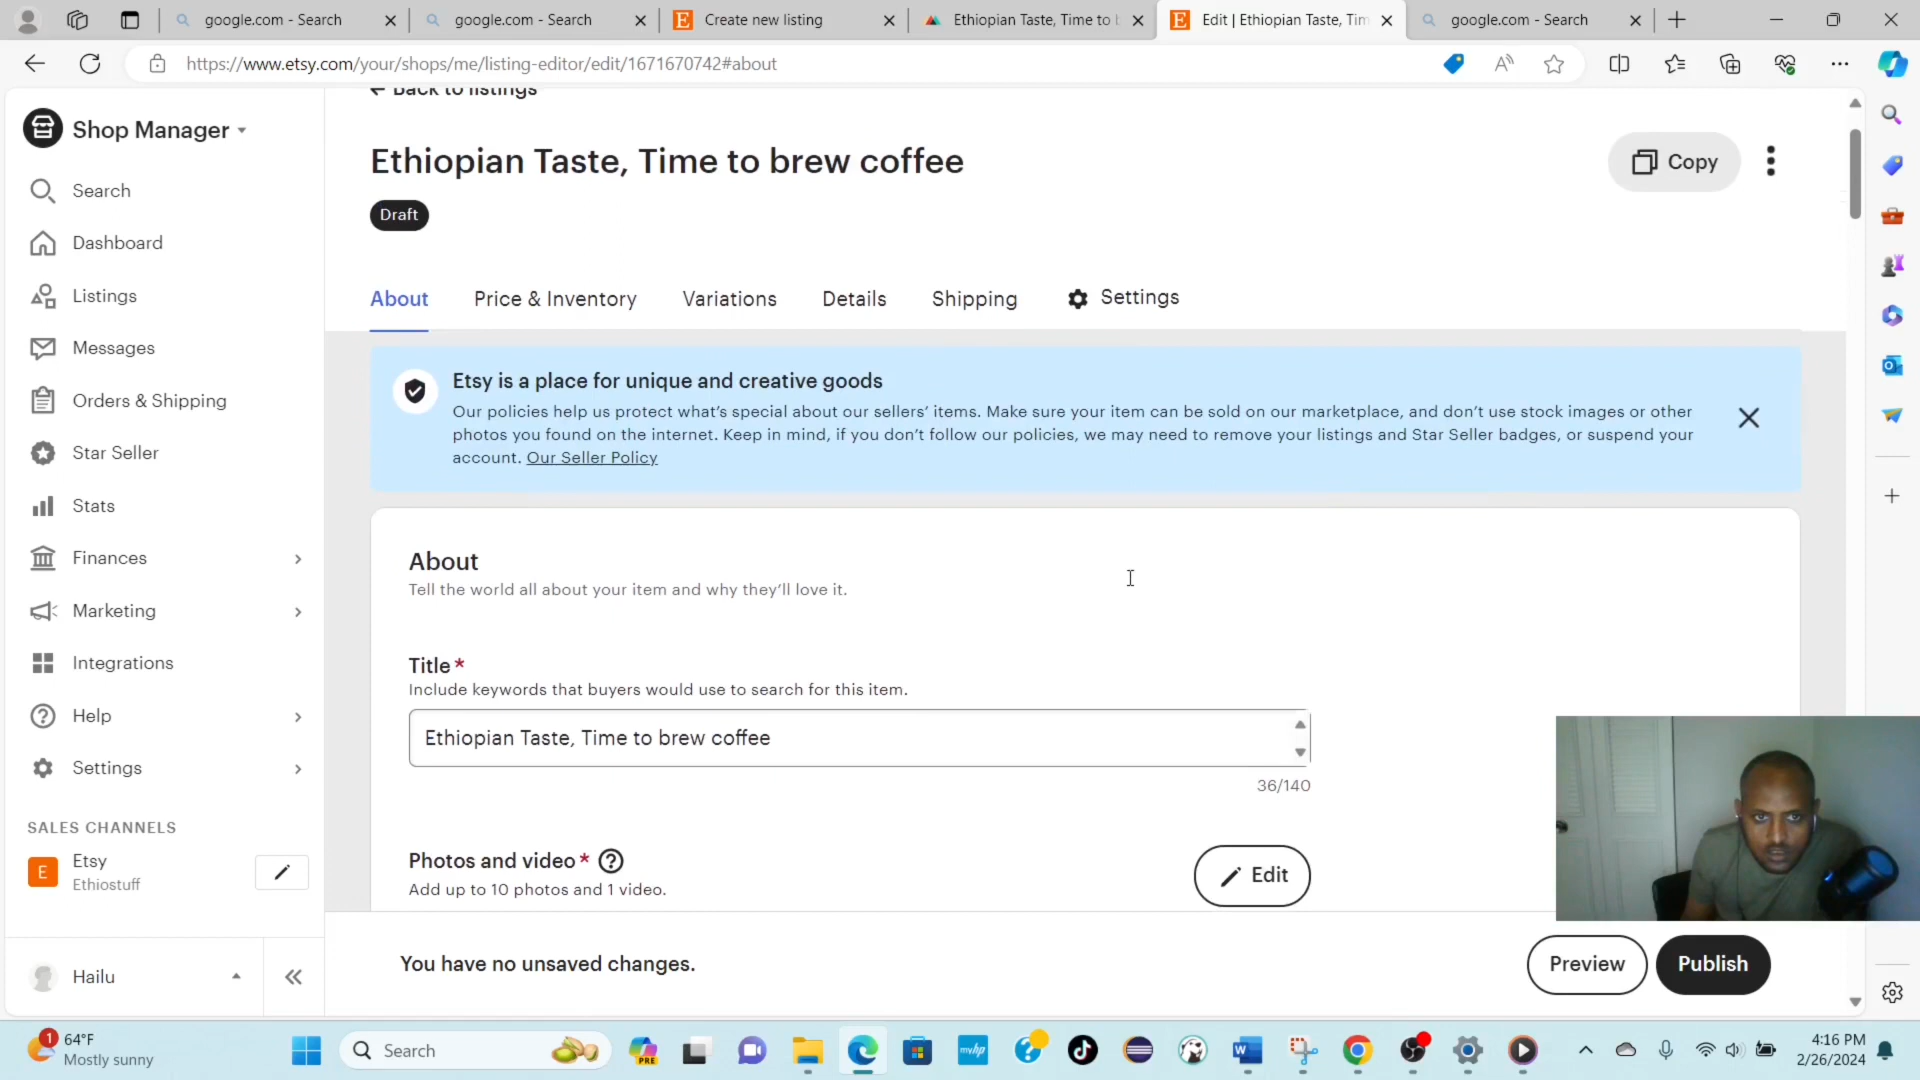 google.com - Search
google.com - Search
Create new listing
Ethiopian Taste, Time to b
Edit | Ethiopian Taste, Tim
google.com - Search
https://www.etsy.com/your/shops/me/listing-editor/edit/1671670742#about
Shop Manager
Search
Dashboard
Listings
Messages
Orders & Shipping
Star Seller
Stats
Finances
Marketing
Integrations
Help
Settings
SALES CHANNELS
E
Etsy
Ethiostuff
Hailu
← Back to listings
Ethiopian Taste, Time to brew coffee
Copy
Draft
About
Price & Inventory
Variations
Details
Shipping
Settings
Etsy is a place for unique and creative goods
Our policies help us protect what's special about our sellers' items. Make sure your item can be sold on our marketplace, and don't use stock images or other
photos you found on the internet. Keep in mind, if you don't follow our policies, we may need to remove your listings and Star Seller badges, or suspend your
account. Our Seller Policy
About
Tell the world all about your item and why they'll love it.
Title *
Include keywords that buyers would use to search for this item.
Ethiopian Taste, Time to brew coffee
36/140
Photos and video *
Add up to 10 photos and 1 video.
Edit
You have no unsaved changes.
Preview
Publish
1
64°F
Mostly sunny
Search
PRE
myhp
4:16 PM
2/26/2024